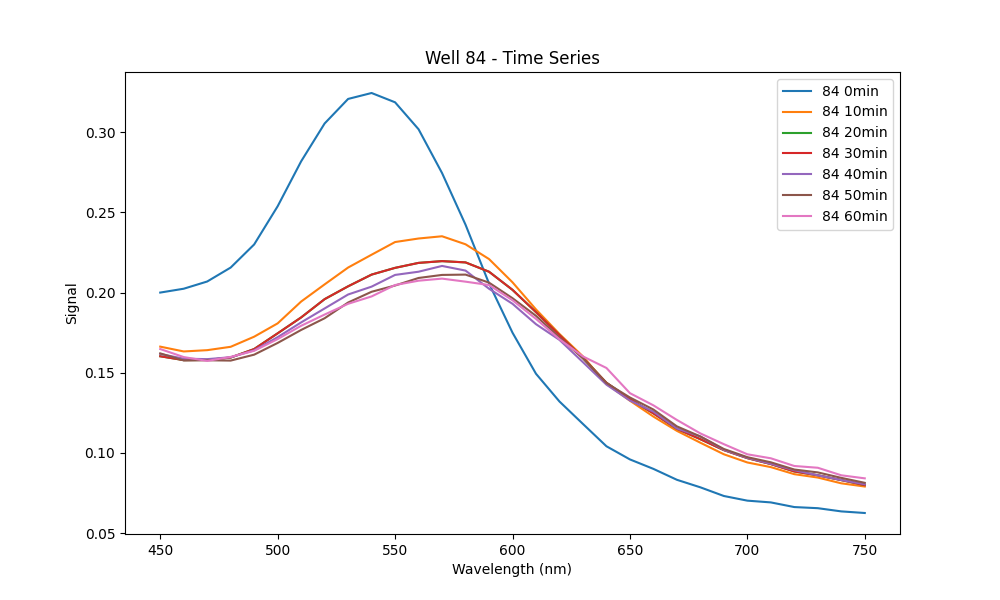 Well 84 - Time Series
84 0min
84 10min
84 20min
84 30min
84 40min
84 50min
84 60min
Signal
0.30
0.25
0.20
0.15
0.10
0.05
450 500 550 600 650 700 750
Wavelength (nm)